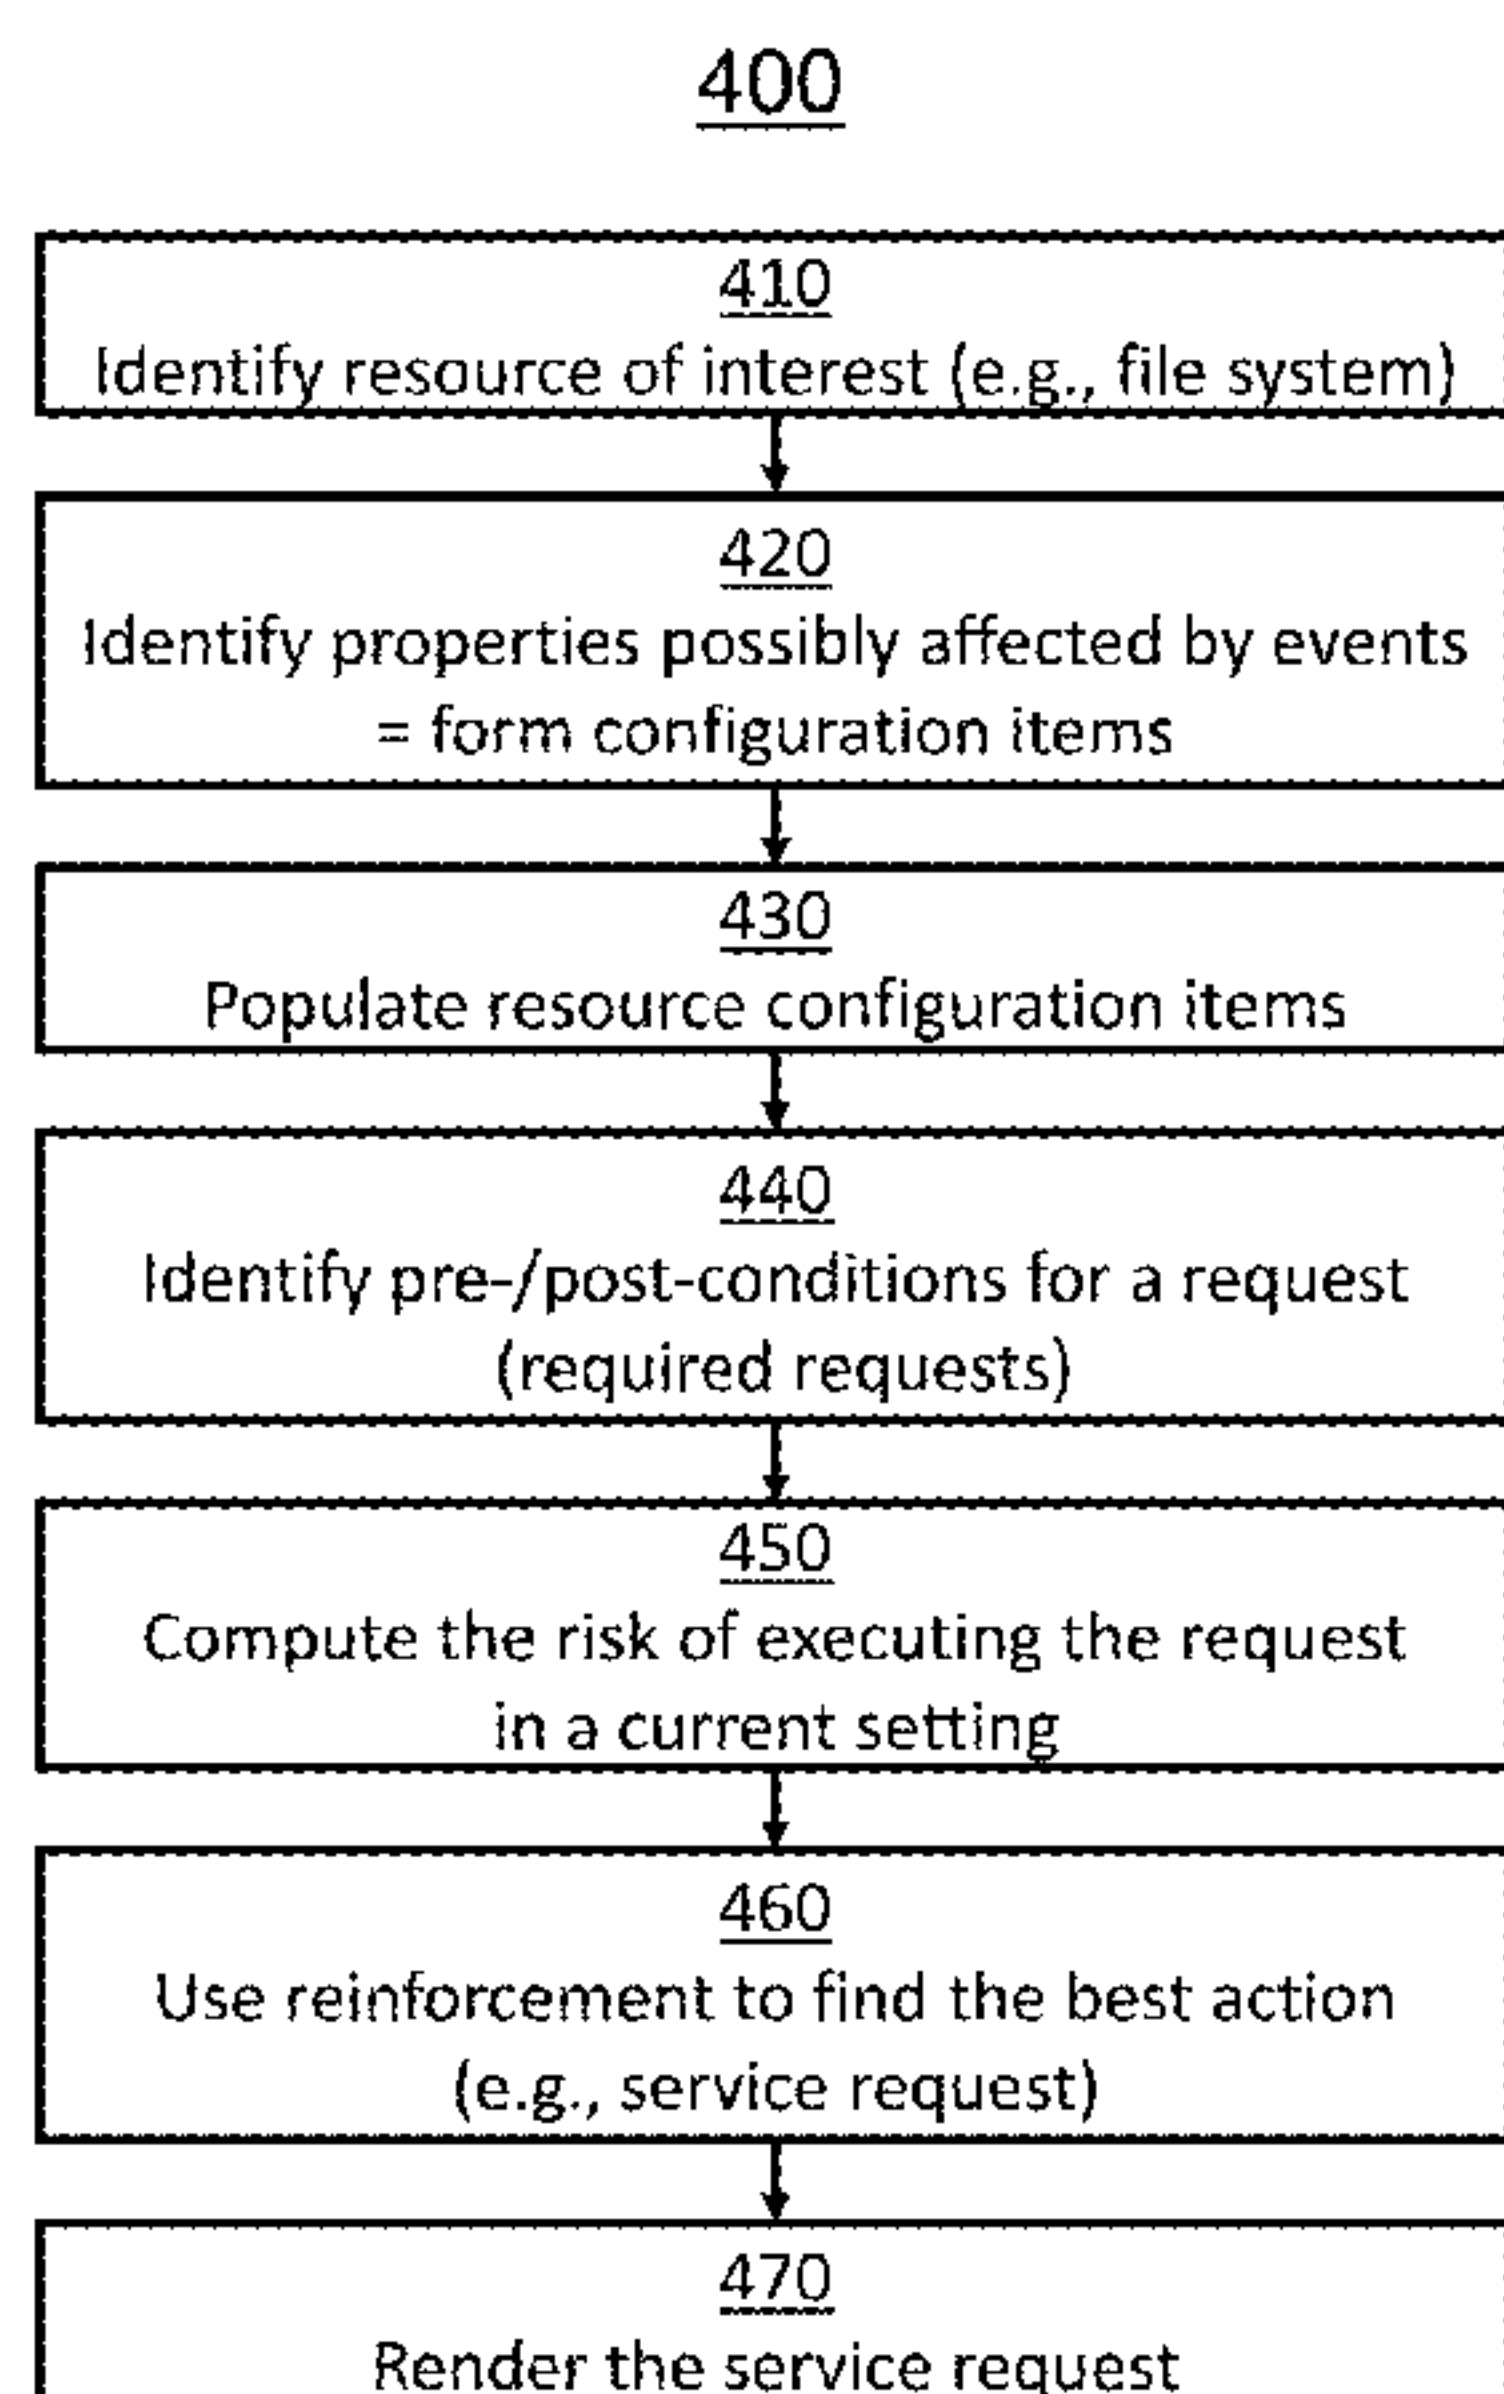 400
410
Identify resource of interest (e.g., file system)
420
Identify properties possibly affected by events
= form configuration items
430
Populate resource configuration items
440
Identify pre-/post-conditions for a request
(required requests)
450
Compute the risk of executing the request
in a current setting
460
Use reinforcement to find the best action
(e.g., service request)
470
Render the service request